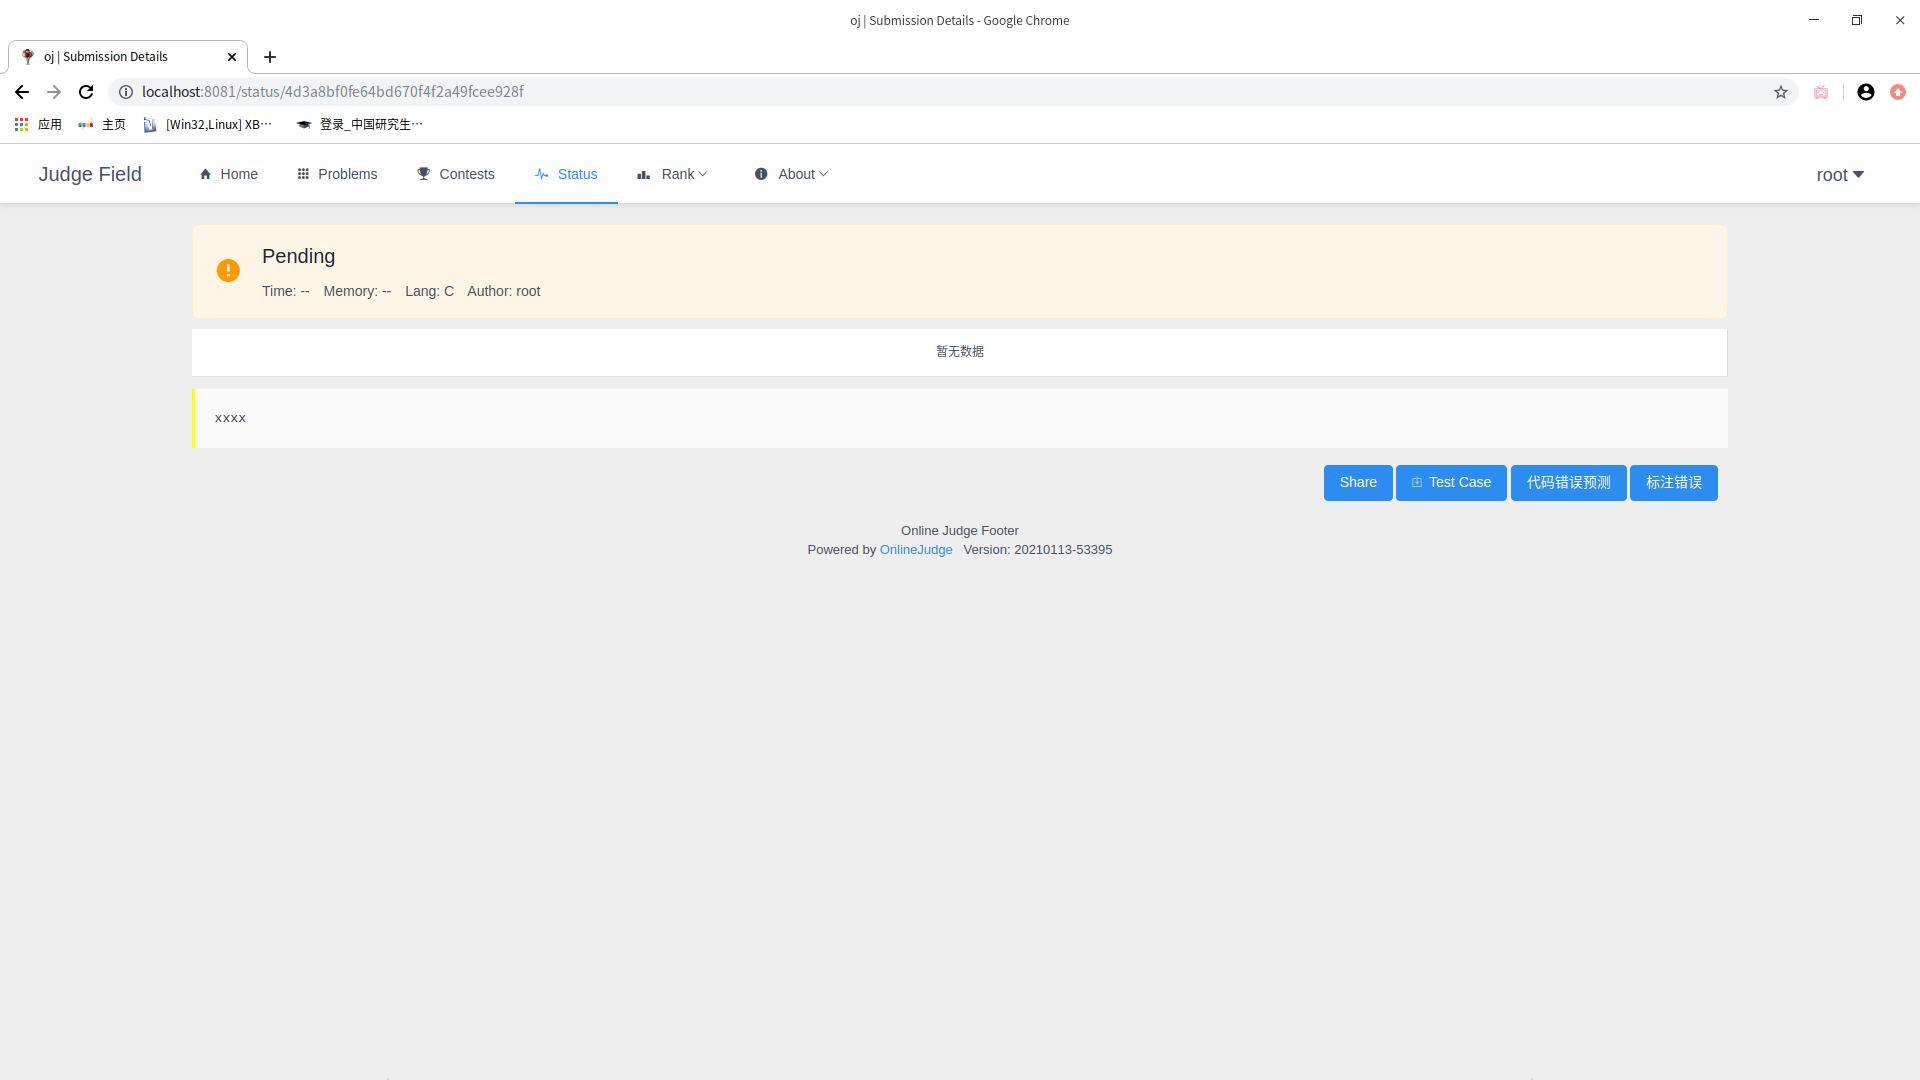 oj | Submission Details - Google Chrome
oj | Submission Details
localhost:8081/status/4d3a8bf0fe64bd670f4f2a49fcee928f
应用 主页 [Win32,Linux] XB… 登录_中国研究生…
Judge Field Home Problems Contests Status Rank About root
Pending
Time: -- Memory: -- Lang: C Author: root
暂无数据
xxxx
Share Test Case 代码错误预测 标注错误
Online Judge Footer
Powered by OnlineJudge Version: 20210113-53395